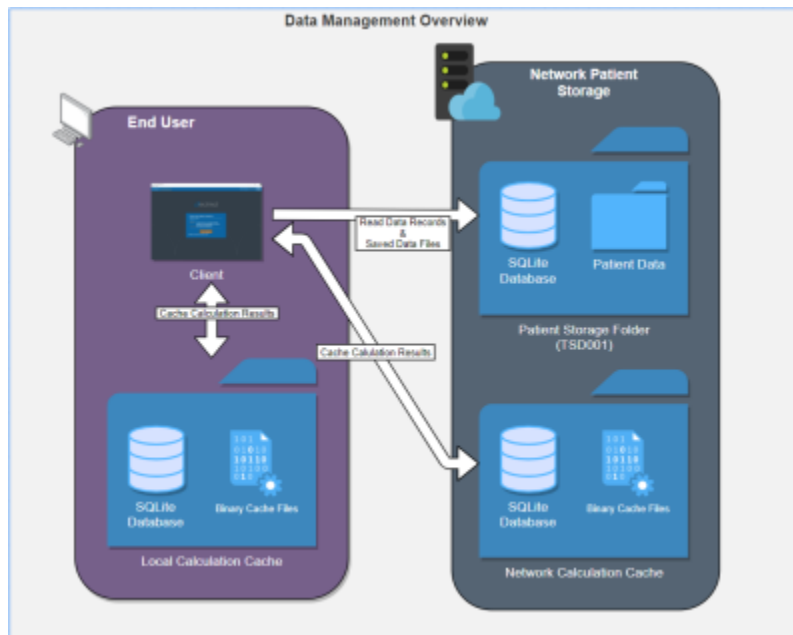 Data Management Overview
Network Patient
Storage
End User
Read Data Records
&
Saved Data Files
SQLite
Database
Patient Data
Client
Cache Calculation Results
Patient Storage Folder
(TSD001)
Cache Calulation Results
SQLite
Database
Binary Cache Files
Local Calculation Cache
SQLite
Database
Binary Cache Files
Network Calculation Cache